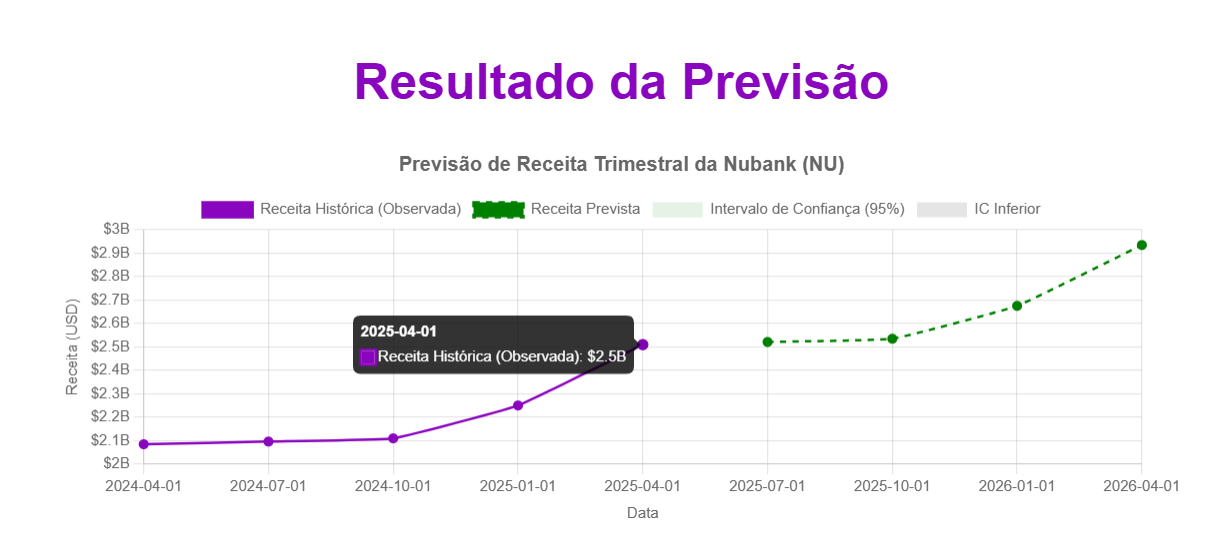 Resultado da Previsão
Previsão de Receita Trimestral da Nubank (NU)
Receita Histórica (Observada) Receita Prevista Intervalo de Confiança (95%) IC Inferior
Receita (USD)
$3B
$2.9B
$2.8B
$2.7B
$2.6B
$2.5B
$2.4B
$2.3B
$2.2B
$2.1B
$2B
2025-04-01
Receita Histórica (Observada): $2.5B
2024-04-01 2024-07-01 2024-10-01 2025-01-01 2025-04-01 2025-07-01 2025-10-01 2026-01-01 2026-04-01
Data